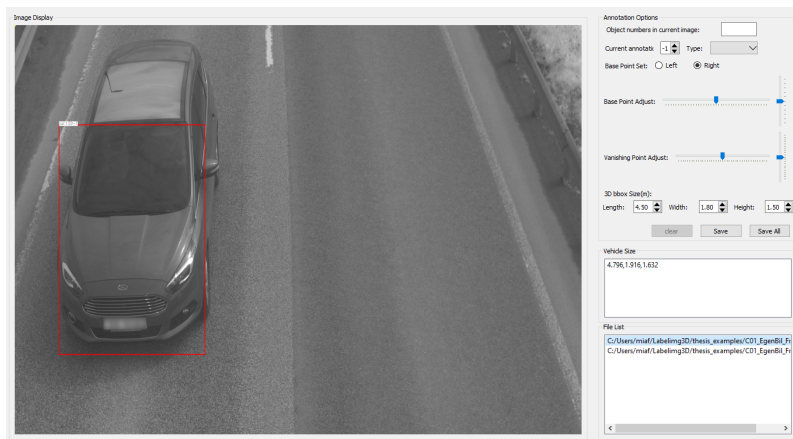 Image Display
Annotation Options
Object numbers in current image:
Current annotatic -1 Type:
Base Point Set: Left Right
Base Point Adjust:
Vanishing Point Adjust:
3D bbox Size(m):
Length: 4.50 Width: 1.80 Height: 1.50
clear Save Save All
Vehicle Size
4.796,1.916,1.632
File List
C:/Users/miaf/Labelimg3D/thesis_examples/C01_EgenBil_Fr
C:/Users/miaf/Labelimg3D/thesis_examples/C01_EgenBil_Fr